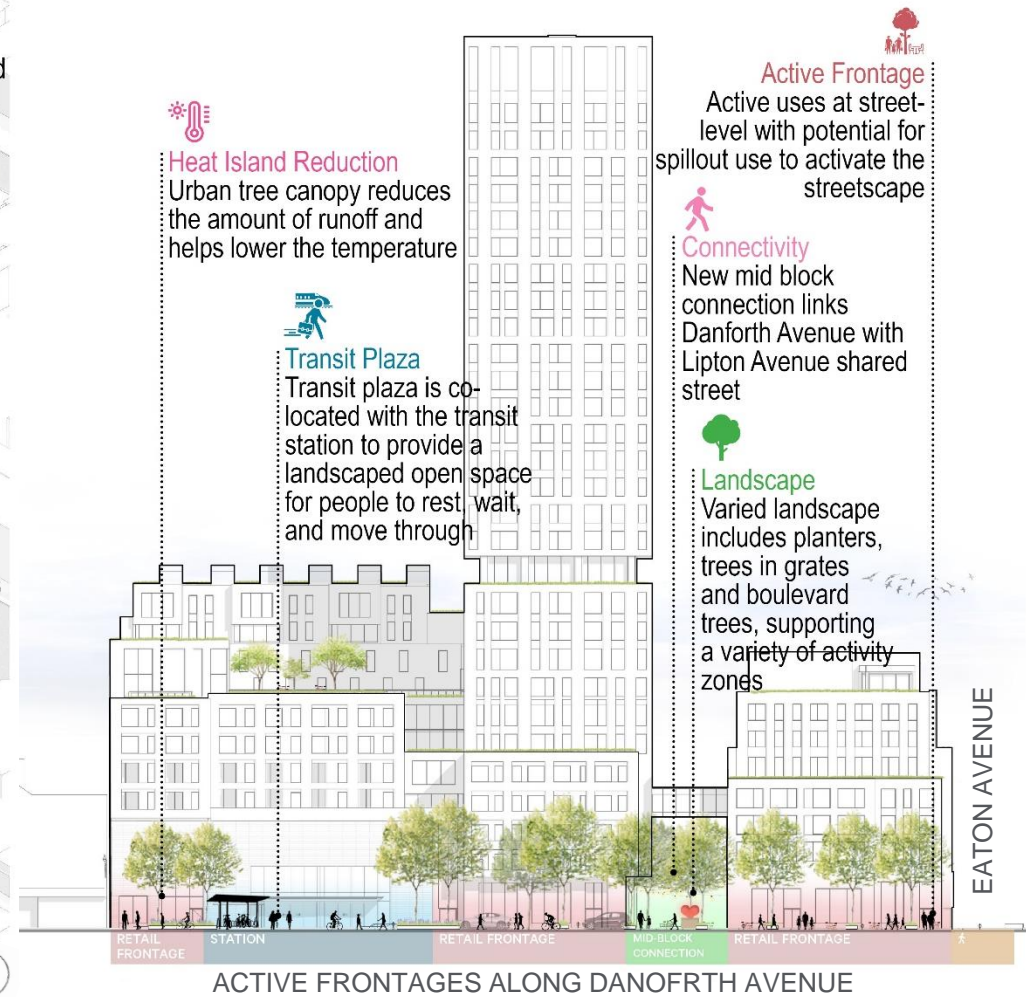 d
Heat Island Reduction
Urban tree canopy reduces
the amount of runoff and
helps lower the temperature
Transit Plaza
Transit plaza is co-
located with the transit
station to provide a
landscaped open space
for people to rest, wait,
and move through
Active Frontage
Active uses at street-
level with potential for
spillout use to activate the
streetscape
Connectivity
New mid block
connection links
Danforth Avenue with
Lipton Avenue shared
street
Landscape
Varied landscape
includes planters,
trees in grates
and boulevard
trees, supporting
a variety of activity
zones
EATON AVENUE
RETAIL
FRONTAGE
STATION
RETAIL FRONTAGE
MID-BLOCK
CONNECTION
RETAIL FRONTAGE
ACTIVE FRONTAGES ALONG DANOFRTH AVENUE